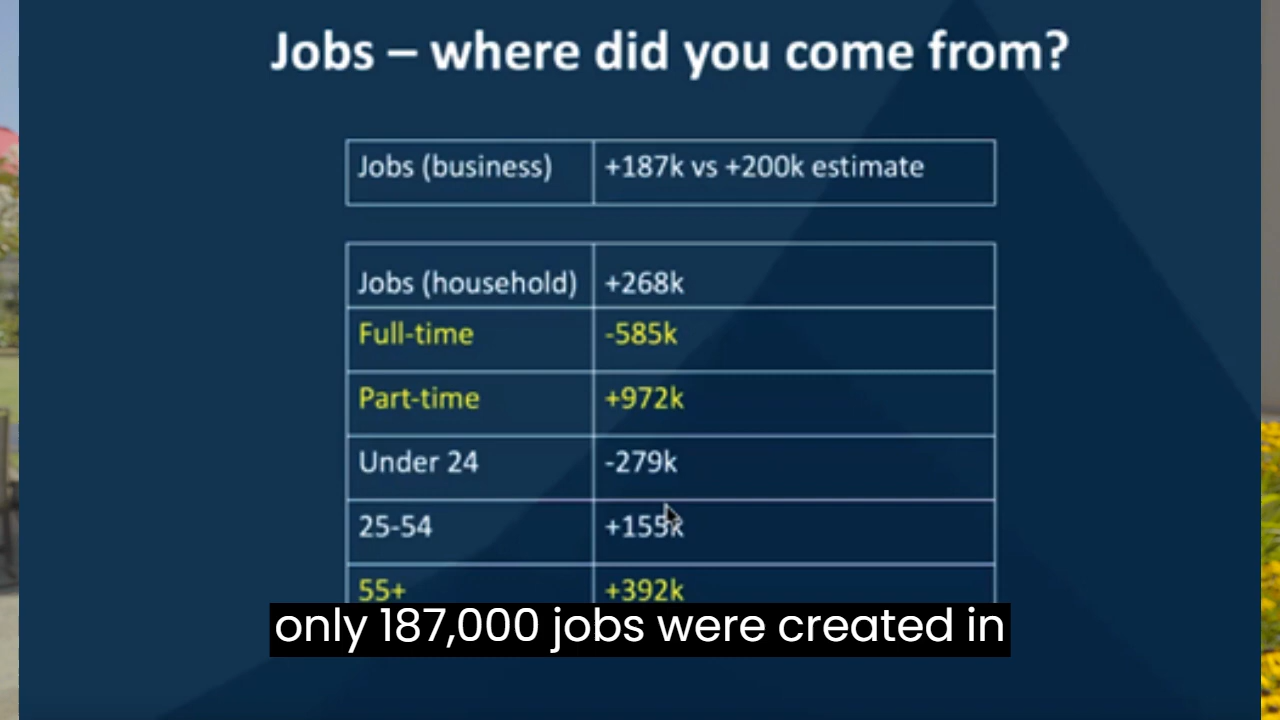 Jobs – where did you come from?
Jobs (business) +187k vs +200k estimate
Jobs (household) +268k
Full-time -585k
Part-time +972k
Under 24 -279k
25-54 +155k
55+ +392k
only 187,000 jobs were created in